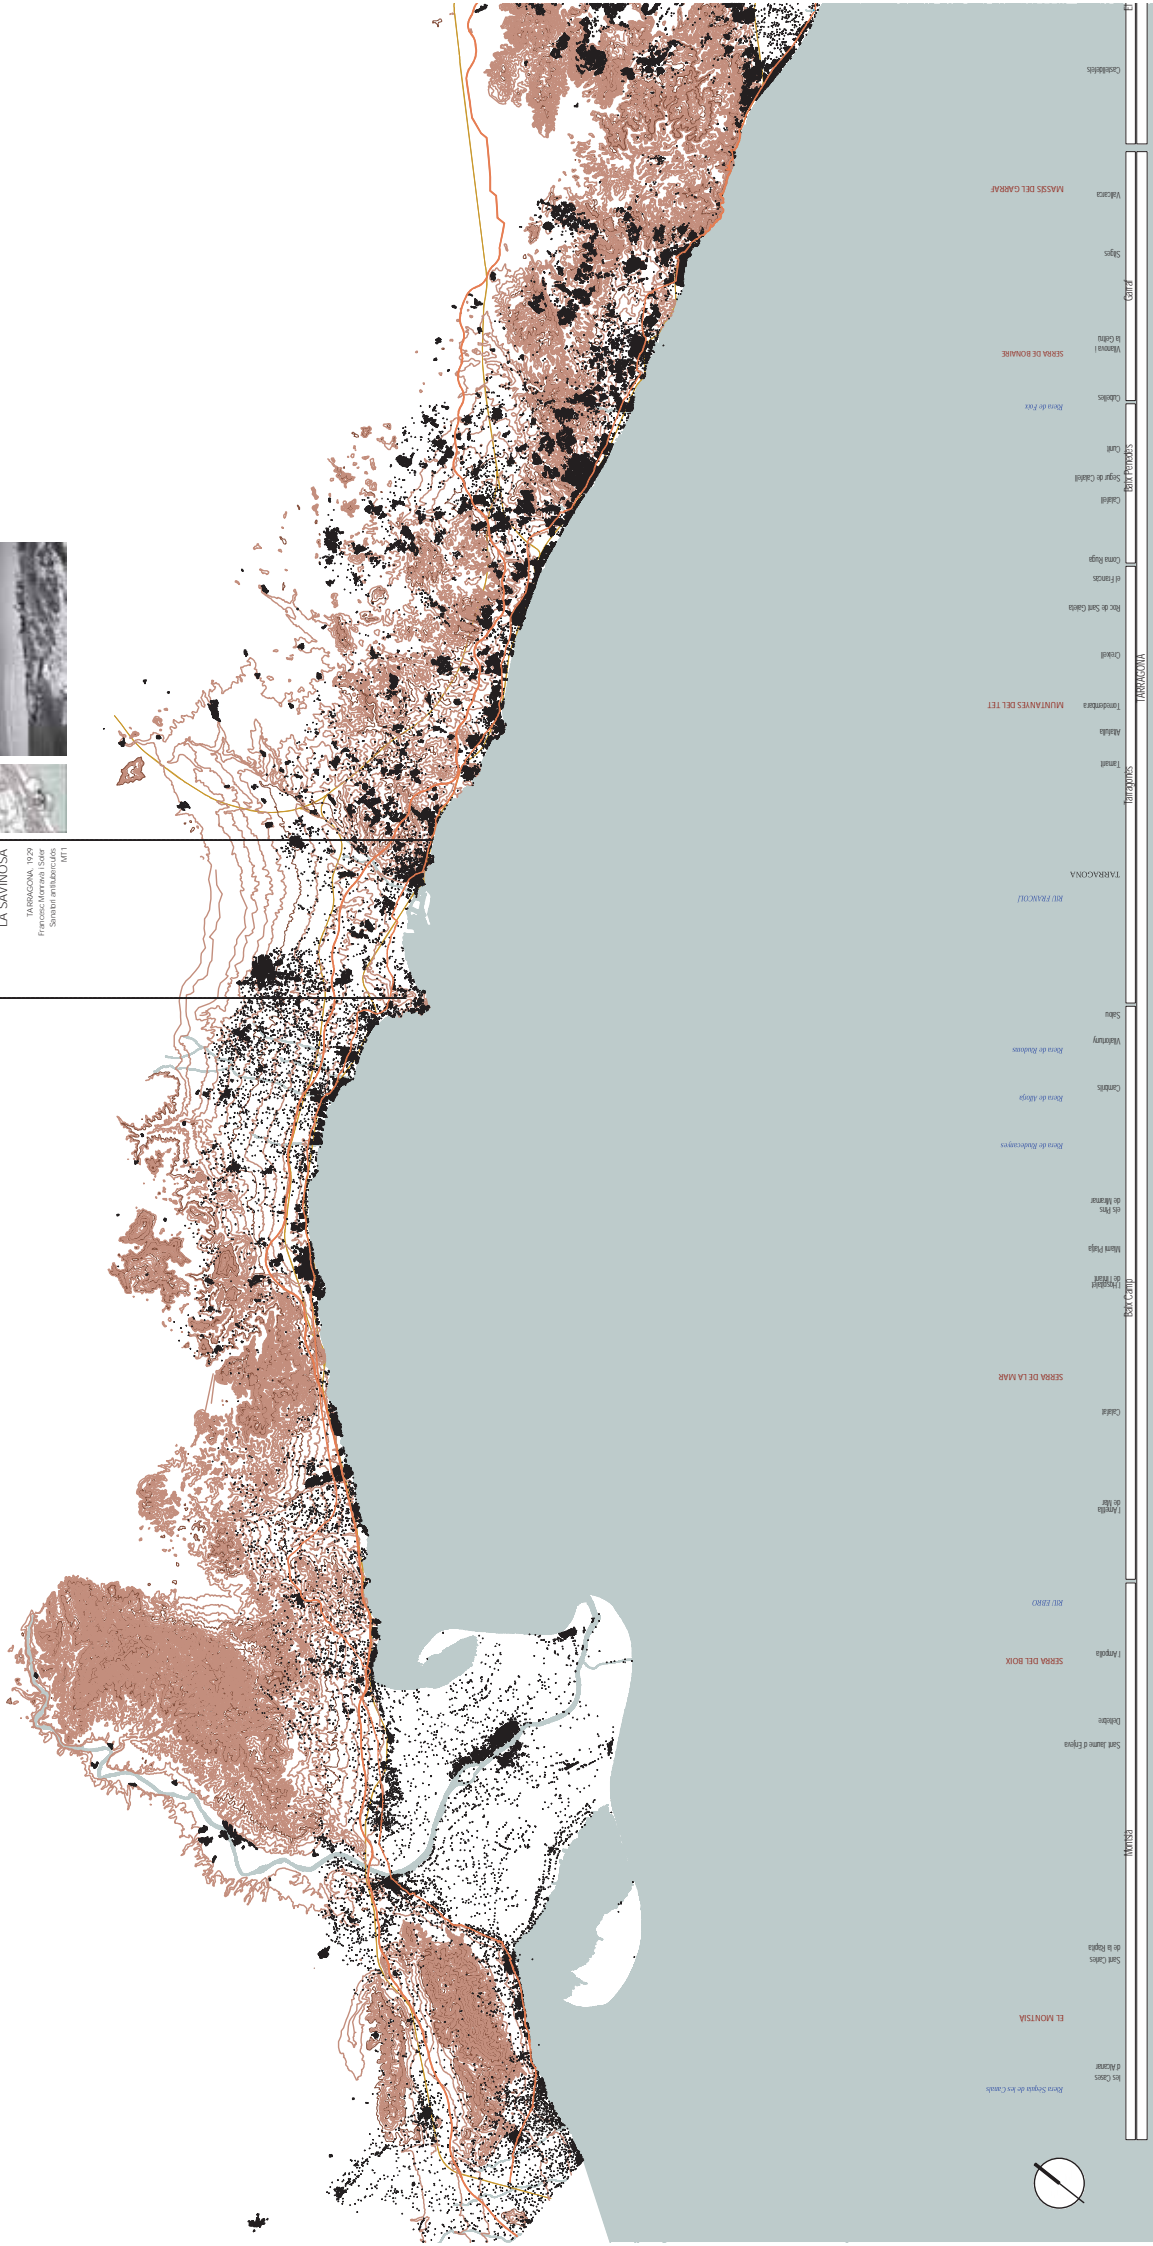 El
Castelldefels
MASSÍS DEL GARRAF
Vallcarca
Sitges
Garraf
Vilanova i
la Geltrú
SERRA DE BONAIRE
Cubelles
Riera de Foix
Cunit
Baix Penedès
Segur de Calafell
Calafell
Coma Ruga
el Francàs
Roc de Sant Gaietà
Creixell
TARRAGONA
MUNTANYES DEL TET
Torredembarra
Altafulla
Tamarit
Tarragonès
LA SAVINOSA
TARRAGONA, 1929
Francesc Monravà i Soler
Sanatori antituberculós
MT1
TARRAGONA
RIU FRANCOLÍ
Salou
Vilafortuny
Riera de Riudoms
Cambrils
Riera de Alforja
Riera de Riudecanyes
els Pins
de Miramar
Miami Platja
l'Hospitalet
de l'Infant
Baix Camp
SERRA DE LA MAR
Calafat
l'Ametlla
de Mar
RIU EBRO
l'Ampolla
SERRA DEL BOIX
Deltebre
Sant Jaume d'Enjeva
Montsià
Sant Carles
de la Ràpita
EL MONTSIÀ
les Cases
d'Alcanar
Riera Sèquia de les Canals